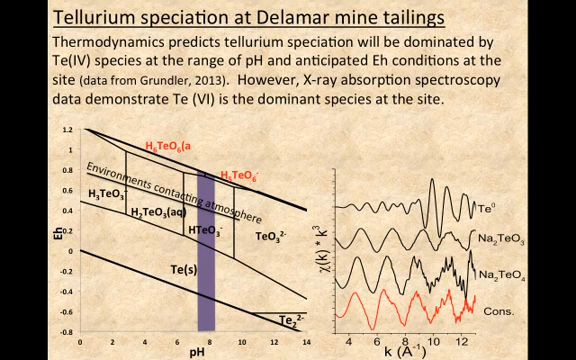 Tellurium speciation at Delamar mine tailings
Thermodynamics predicts tellurium speciation will be dominated by
Te(IV) species at the range of pH and anticipated Eh conditions at the
site (data from Grundler, 2013). However, X-ray absorption spectroscopy
data demonstrate Te (VI) is the dominant species at the site.
1.2
1
0.8
0.6
0.4
0.2
0
-0.2
-0.4
-0.6
-0.8
Eh
H₆TeO₆(a
H₅TeO₆⁻
Environments contacting atmosphere
H₃TeO₃⁺
H₂TeO₃(aq)
HTeO₃⁻
TeO₃²⁻
Te(s)
Te₂²⁻
0 2 4 6 8 10 12 14
pH
χ(k) * k³
Te⁰
Na₂TeO₃
Na₂TeO₄
Cons.
4 6 8 10 12
k (Å⁻¹)